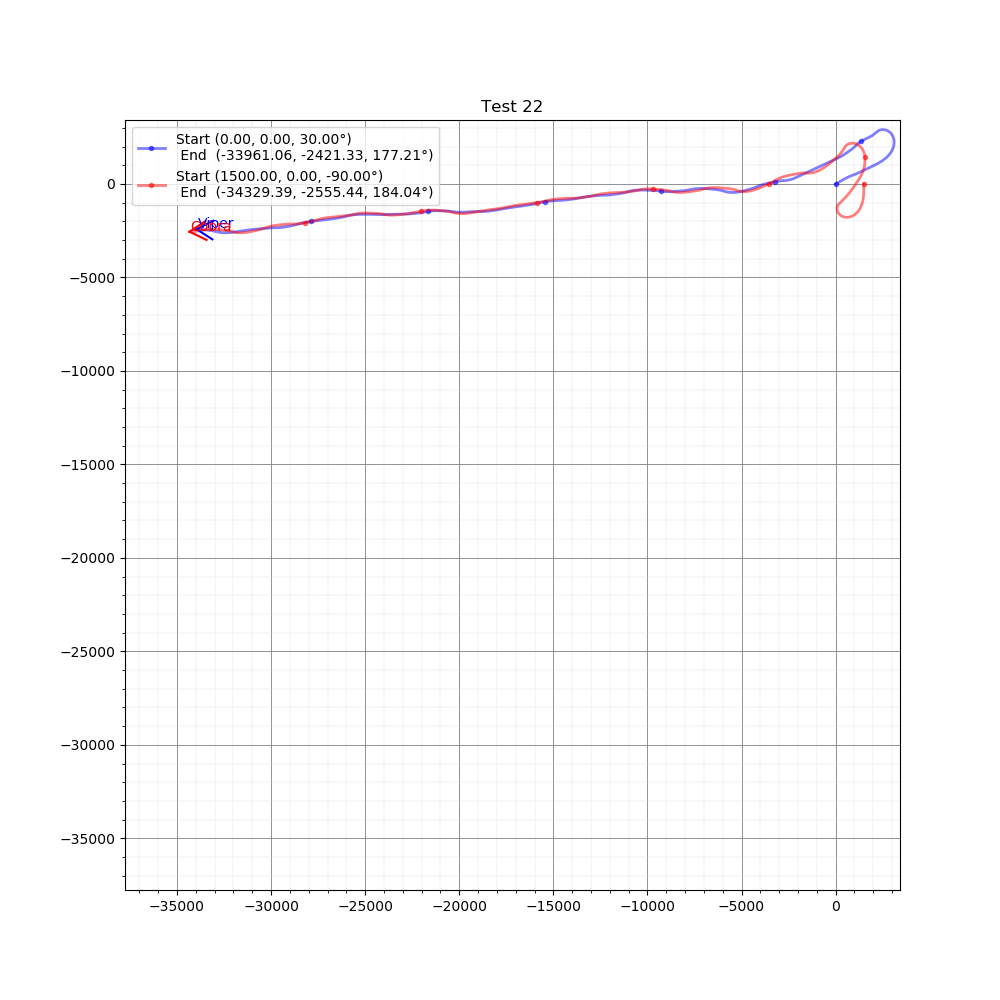 Test 22
Start (0.00, 0.00, 30.00°)
End (-33961.06, -2421.33, 177.21°)
Start (1500.00, 0.00, -90.00°)
End (-34329.39, -2555.44, 184.04°)
Viper
cobra
0
−5000
−10000
−15000
−20000
−25000
−30000
−35000
−35000 −30000 −25000 −20000 −15000 −10000 −5000 0